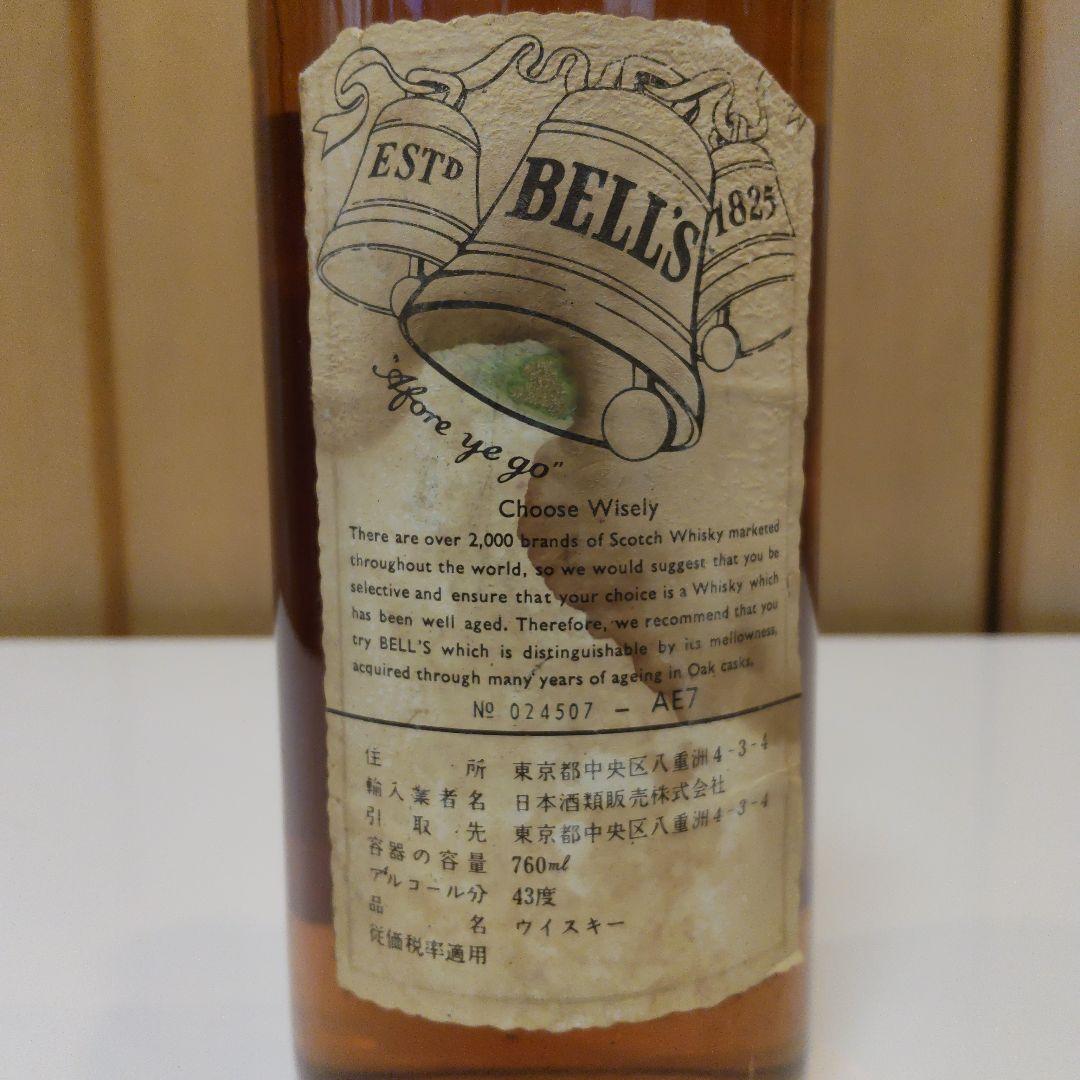 ESTD
BELL'S
1825
"Afore ye go"
Choose Wisely
There are over 2,000 brands of Scotch Whisky marketed
throughout the world, so we would suggest that you be
selective and ensure that your choice is a Whisky which
has been well aged. Therefore, we recommend that you
try BELL'S which is distinguishable by its mellowness,
acquired through many years of ageing in Oak casks.
№ 024507 – AE7
住所 東京都中央区八重洲4-3-4
輸入業者名 日本酒類販売株式会社
引取先 東京都中央区八重洲4-3-4
容器の容量 760ml
アルコール分 43度
品名 ウイスキー
従価税率適用